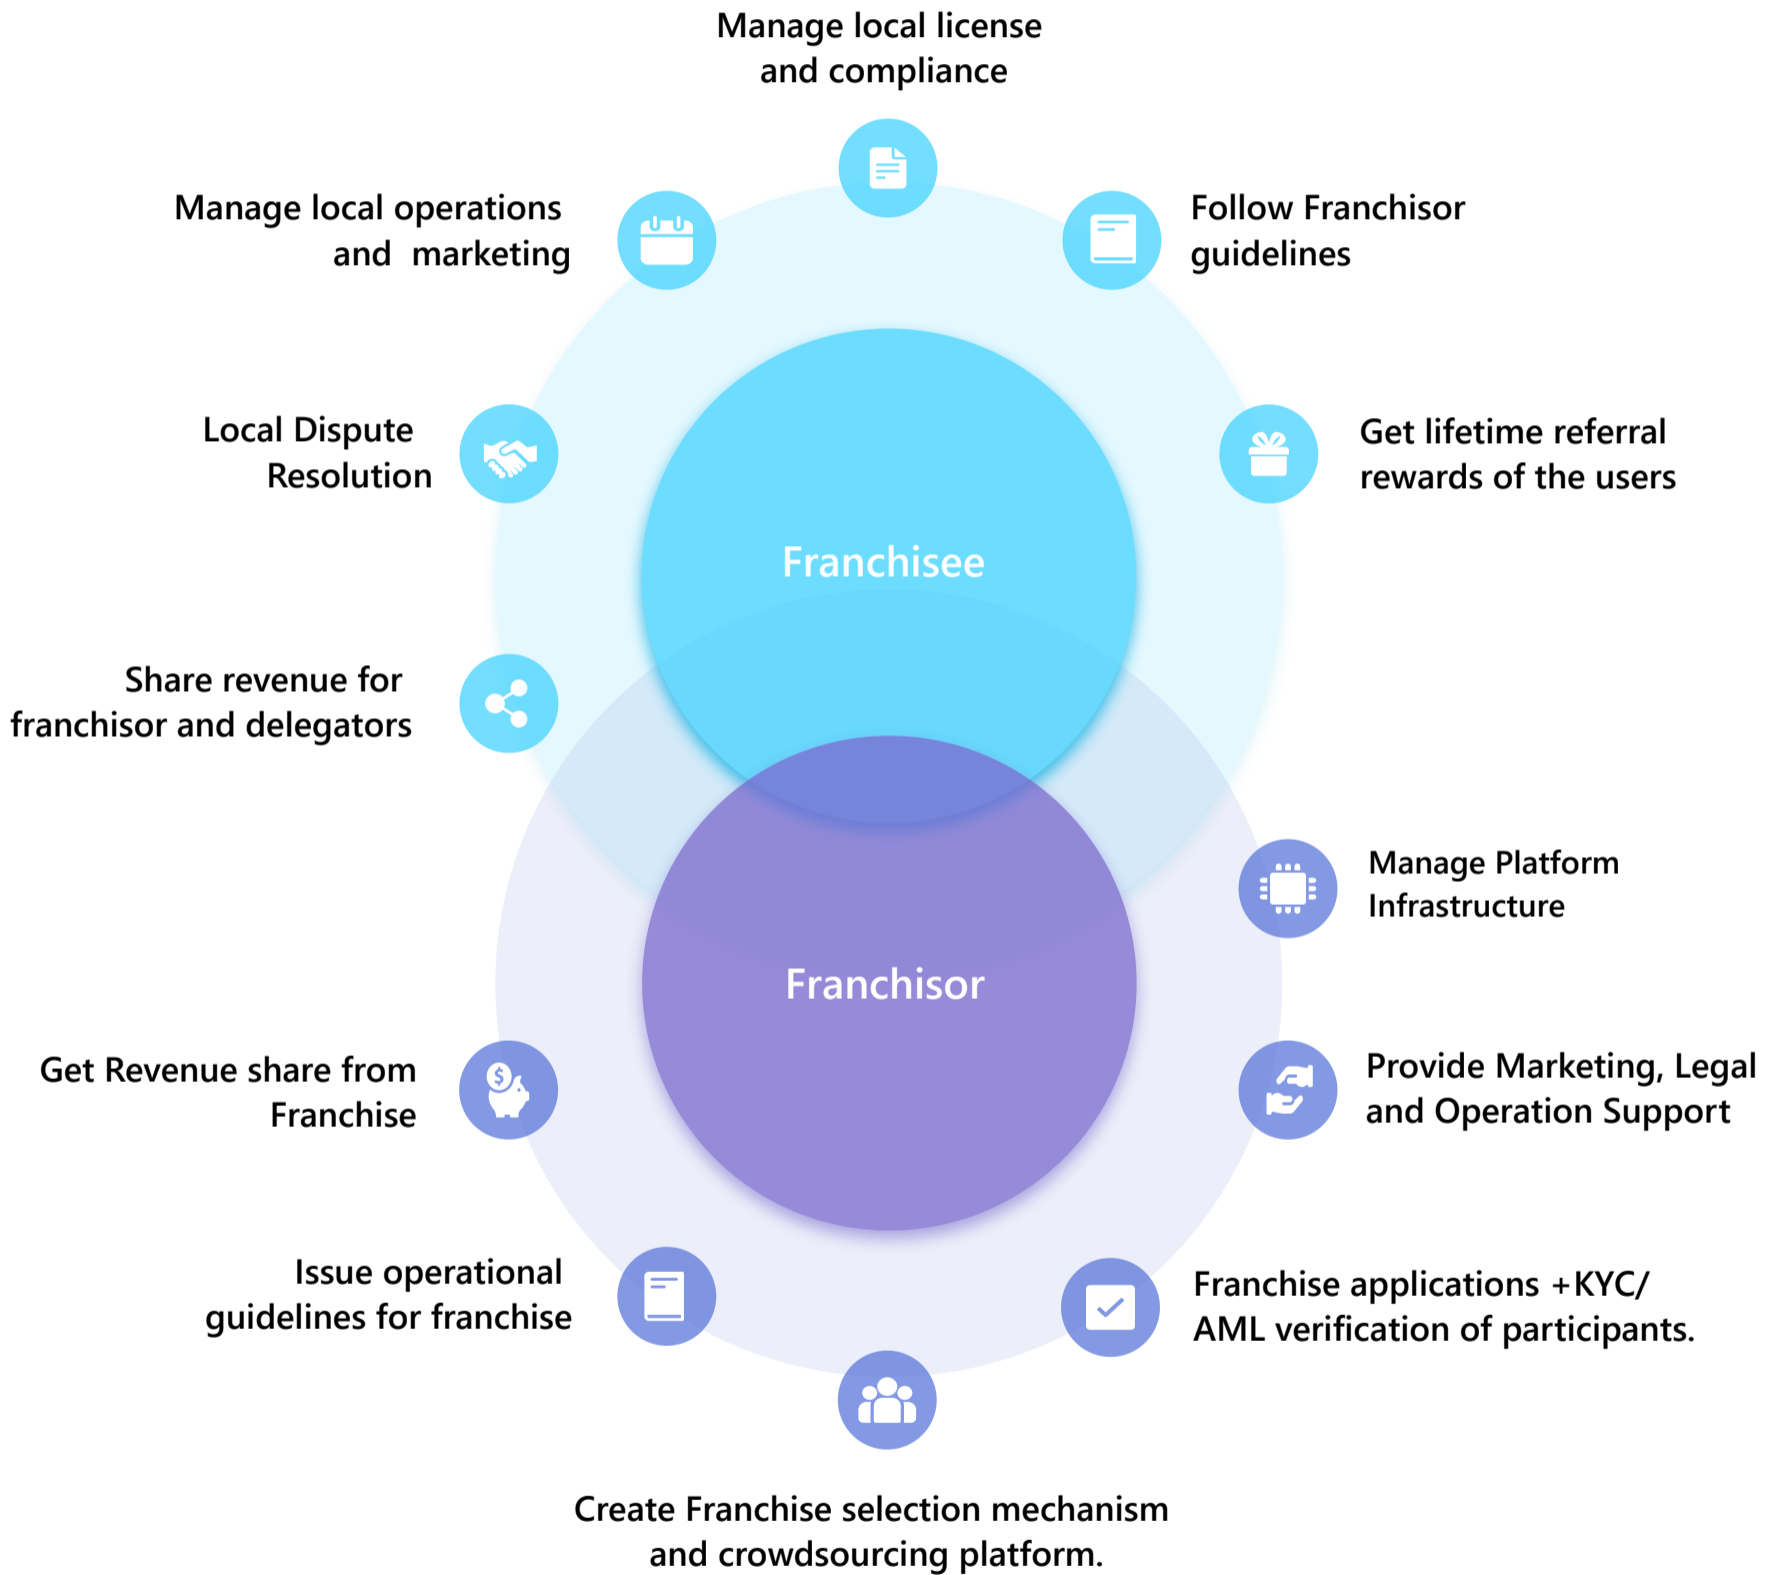 Manage local license
and compliance
Manage local operations
and marketing
Follow Franchisor
guidelines
Local Dispute
Resolution
Get lifetime referral
rewards of the users
Franchisee
Share revenue for
franchisor and delegators
Manage Platform
Infrastructure
Franchisor
Get Revenue share from
Franchise
Provide Marketing, Legal
and Operation Support
Issue operational
guidelines for franchise
Franchise applications +KYC/
AML verification of participants.
Create Franchise selection mechanism
and crowdsourcing platform.